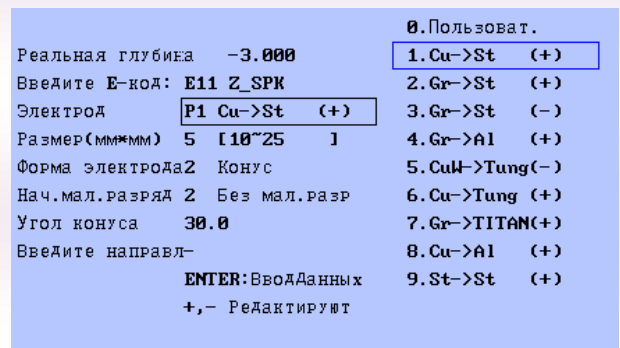 0.Пользоват.
Реальная глубина -3.000 1.Cu->St (+)
Введите E-код: E11 Z_SPK 2.Gr->St (+)
Электрод P1 Cu->St (+) 3.Gr->St (-)
Размер(мм*мм) 5 [10~25 ] 4.Gr->Al (+)
Форма электрода2 Конус 5.CuW->Tung(-)
Нач.мал.разряд 2 Без мал.разр 6.Cu->Tung (+)
Угол конуса 30.0 7.Gr->TITAN(+)
Введите направл- 8.Cu->Al (+)
ENTER:ВводДанных 9.St->St (+)
+,- Редактируют